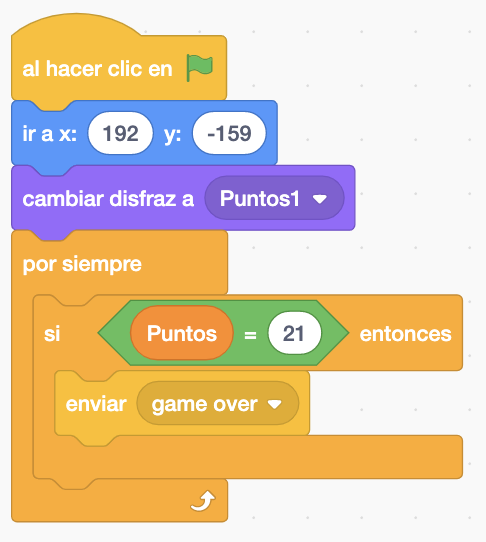 al hacer clic en
ir a x: 192 y: -159
cambiar disfraz a Puntos1
por siempre
si Puntos = 21 entonces
enviar game over